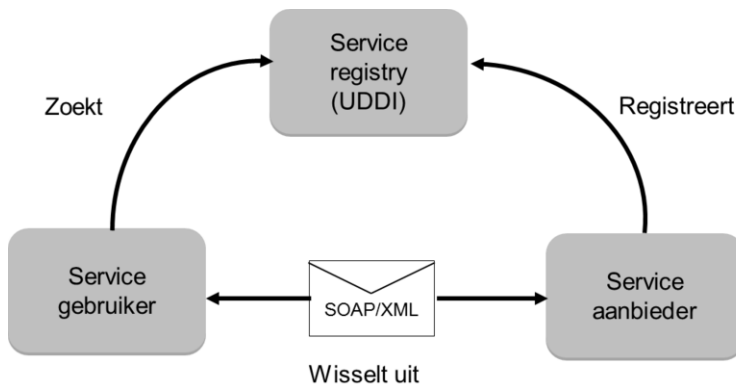 Service
registry
(UDDI)
Zoekt
Registreert
Service
gebruiker
SOAP/XML
Service
aanbieder
Wisselt uit